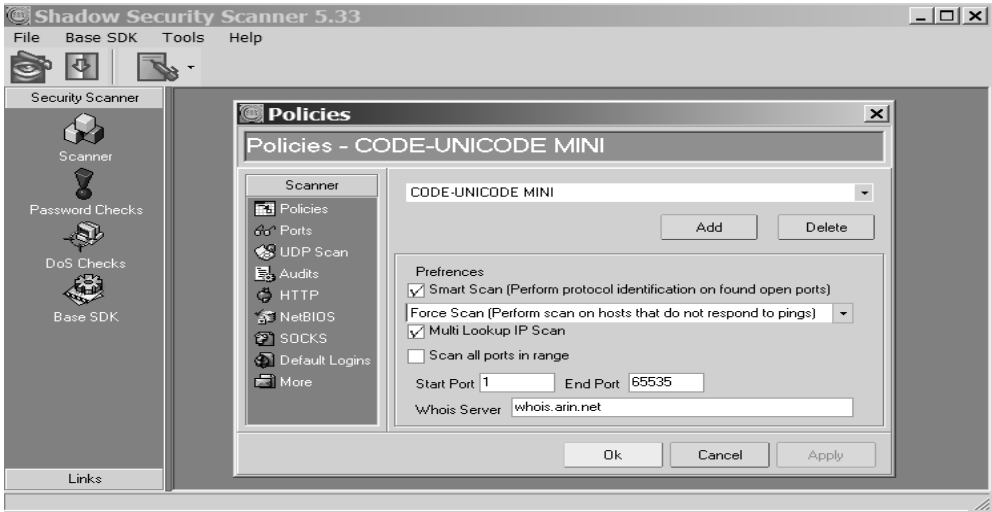 Shadow Security Scanner 5.33
File Base SDK Tools Help
Security Scanner
Scanner
Password Checks
DoS Checks
Base SDK
Links
Policies
Policies - CODE-UNICODE MINI
Scanner
Policies
Ports
UDP Scan
Audits
HTTP
NetBIOS
SOCKS
Default Logins
More
CODE-UNICODE MINI
Add Delete
Prefrences
Smart Scan (Perform protocol identification on found open ports)
Force Scan (Perform scan on hosts that do not respond to pings)
Multi Lookup IP Scan
Scan all ports in range
Start Port 1 End Port 65535
Whois Server whois.arin.net
Ok Cancel Apply